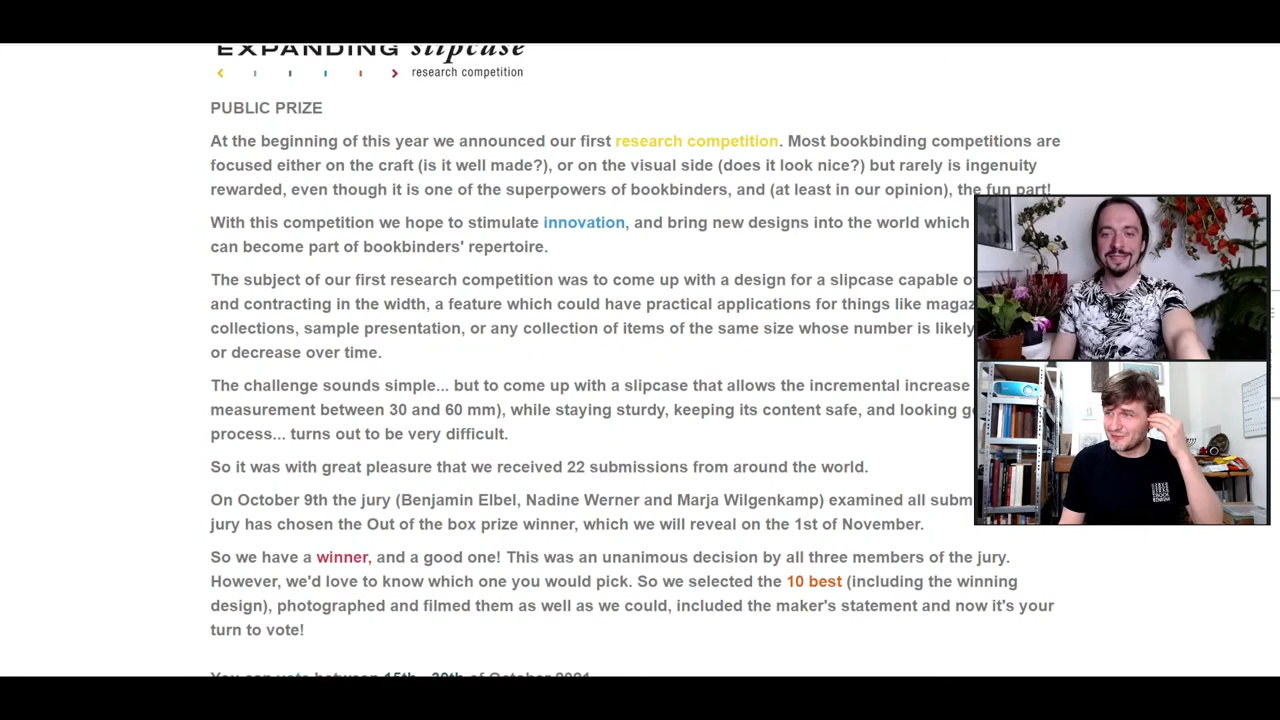 EXPANDING slipcase
research competition
PUBLIC PRIZE
At the beginning of this year we announced our first research competition. Most bookbinding competitions are
focused either on the craft (is it well made?), or on the visual side (does it look nice?) but rarely is ingenuity
rewarded, even though it is one of the superpowers of bookbinders, and (at least in our opinion), the fun part!
With this competition we hope to stimulate innovation, and bring new designs into the world which
can become part of bookbinders' repertoire.
The subject of our first research competition was to come up with a design for a slipcase capable
and contracting in the width, a feature which could have practical applications for things like
collections, sample presentation, or any collection of items of the same size whose number is likely
or decrease over time.
The challenge sounds simple... but to come up with a slipcase that allows the incremental increase
measurement between 30 and 60 mm), while staying sturdy, keeping its content safe, and looking
process... turns out to be very difficult.
So it was with great pleasure that we received 22 submissions from around the world.
On October 9th the jury (Benjamin Elbel, Nadine Werner and Marja Wilgenkamp) examined all
jury has chosen the Out of the box prize winner, which we will reveal on the 1st of November.
So we have a winner, and a good one! This was an unanimous decision by all three members of the jury.
However, we'd love to know which one you would pick. So we selected the 10 best (including the winning
design), photographed and filmed them as well as we could, included the maker's statement and now it's your
turn to vote!
You can vote between 15th - 30th of October 2021